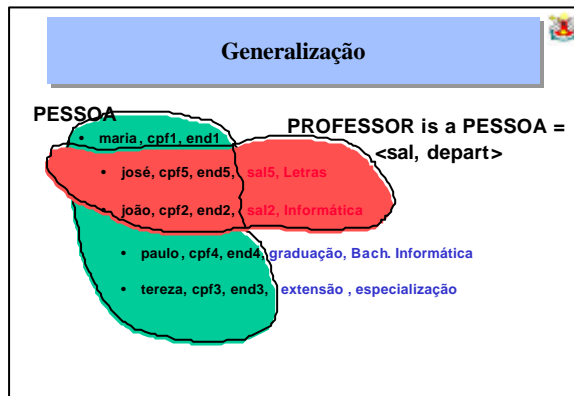 Generalização
PESSOA
• maria, cpf1, end1
PROFESSOR is a PESSOA =
<sal, depart>
• josé, cpf5, end5, sal5, Letras
• joão, cpf2, end2, sal2, Informática
• paulo, cpf4, end4, graduação, Bach. Informática
• tereza, cpf3, end3, extensão , especialização